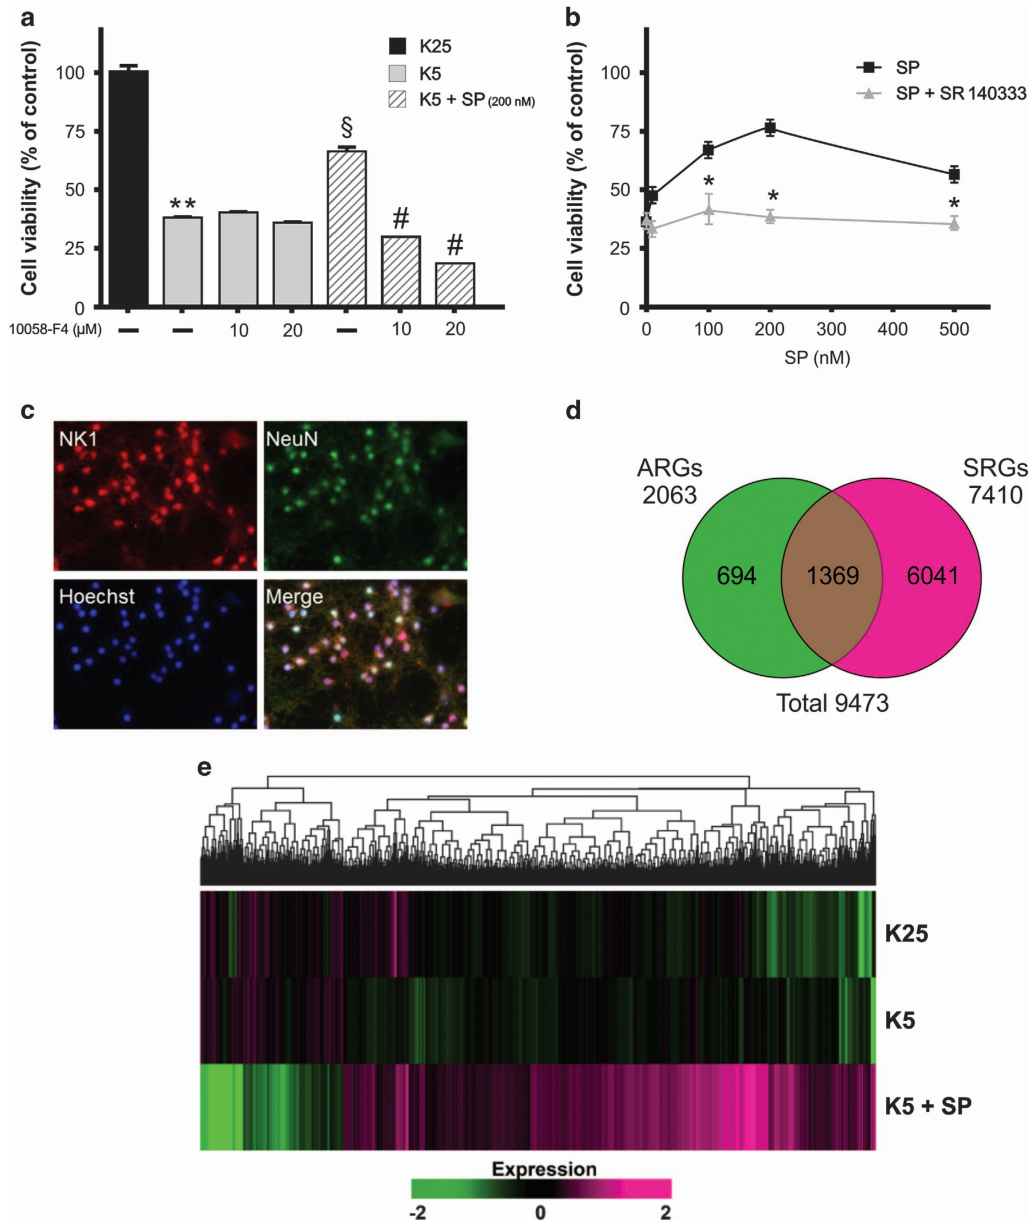 a
Cell viability (% of control)
100
75
50
25
0
K25
K5
K5 + SP (200 nM)
**
§
#
#
10058-F4 (µM)
—
—
10
20
—
10
20
b
Cell viability (% of control)
100
75
50
25
0
SP
SP + SR 140333
*
*
*
0
100
200
300
400
500
SP (nM)
c
NK1
NeuN
Hoechst
Merge
d
ARGs
2063
SRGs
7410
694
1369
6041
Total 9473
e
K25
K5
K5 + SP
Expression
-2
0
2